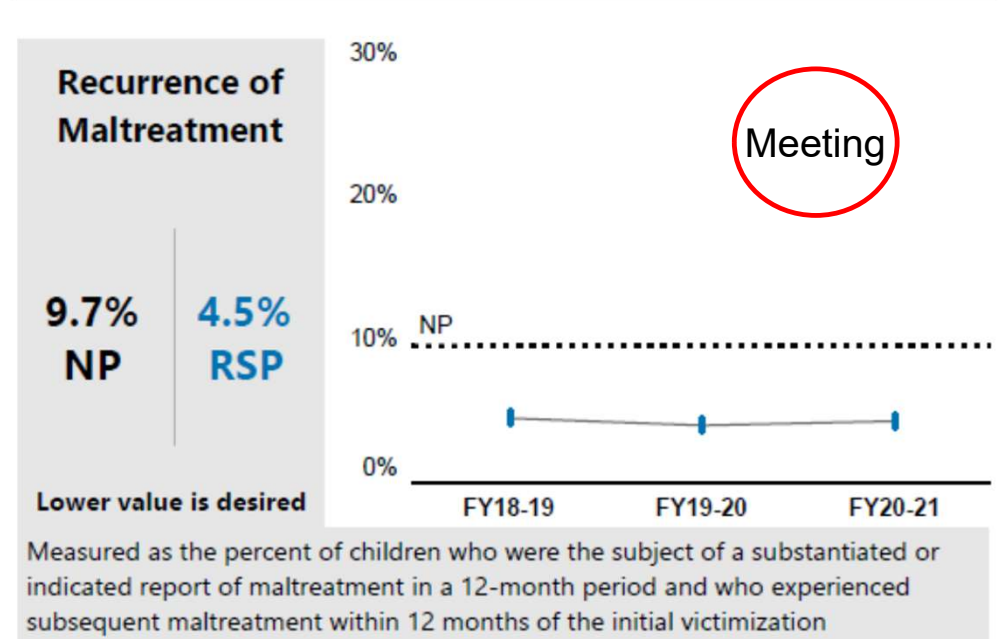 Recurrence of
Maltreatment
9.7%
NP
4.5%
RSP
Lower value is desired
30%
20%
10%
0%
NP
Meeting
FY18-19
FY19-20
FY20-21
Measured as the percent of children who were the subject of a substantiated or
indicated report of maltreatment in a 12-month period and who experienced
subsequent maltreatment within 12 months of the initial victimization